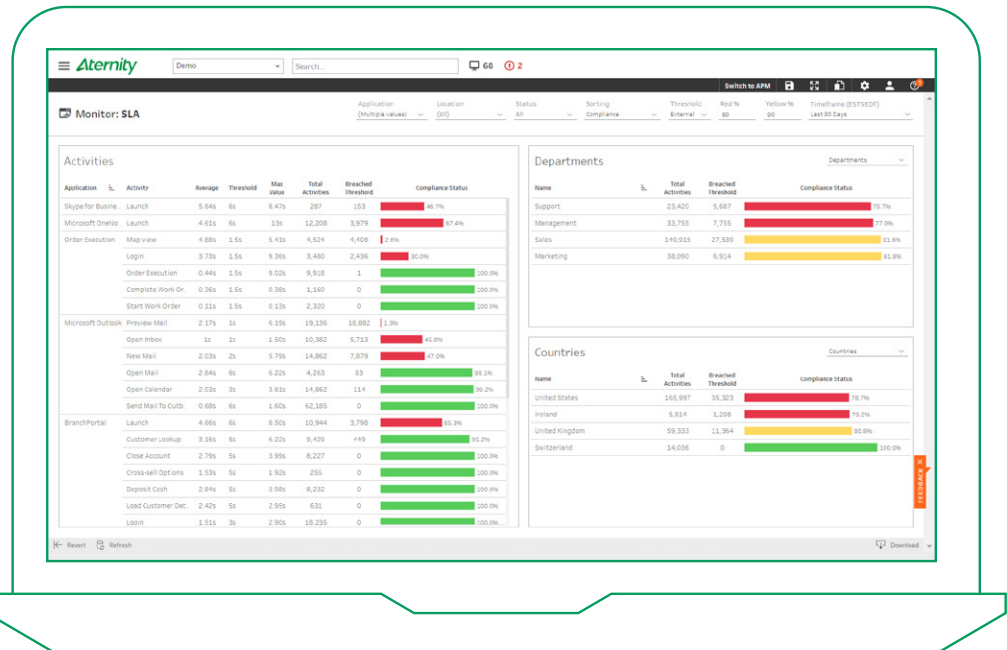 Aternity Demo Search... 68 2
Switch to APM
Monitor: SLA
Application Location Status Sorting Threshold Red % Yellow % Timeframe (EST5EDT)
(Multiple values) (All) All Compliance External 80 90 Last 30 Days
Activities
Application Activity Average Threshold Max Value Total Activities Breached Threshold Compliance Status
Skype for Busine.. Launch 5.64s 6s 8.47s 287 153 46.7%
Microsoft OneNo.. Launch 4.61s 6s 13s 12,208 3,979 67.4%
Order Execution Map view 4.88s 1.5s 5.41s 4,524 4,408 2.6%
Login 3.73s 1.5s 9.36s 3,480 2,436 30.0%
Order Execution 0.44s 1.5s 9.02s 9,918 1 100.0%
Complete Work Or.. 0.36s 1.5s 0.38s 1,160 0 100.0%
Start Work Order 0.11s 1.5s 0.13s 2,320 0 100.0%
Microsoft Outlook Preview Mail 2.17s 1s 6.19s 19,136 18,882 1.3%
Open Inbox 1s 1s 1.50s 10,382 5,713 45.0%
New Mail 2.03s 2s 5.79s 14,862 7,879 47.0%
Open Mail 2.84s 6s 6.22s 4,263 83 98.1%
Open Calendar 2.03s 3s 3.81s 14,862 114 99.2%
Send Mail To Outb.. 0.68s 6s 1.60s 62,185 0 100.0%
BranchPortal Launch 4.66s 6s 8.50s 10,944 3,798 65.3%
Customer Lookup 3.16s 5s 6.22s 9,429 449 95.2%
Close Account 2.79s 5s 3.99s 8,227 0 100.0%
Cross-sell Options 1.53s 5s 1.92s 255 0 100.0%
Deposit Cash 2.84s 6s 3.98s 8,232 0 100.0%
Load Customer Det.. 2.42s 5s 2.95s 631 0 100.0%
Login 1.51s 3s 2.90s 18,235 0 100.0%
Departments Departments
Name Total Activities Breached Threshold Compliance Status
Support 23,420 5,687 75.7%
Management 33,755 7,755 77.0%
Sales 149,915 27,539 81.6%
Marketing 38,090 6,914 81.8%
Countries Countries
Name Total Activities Breached Threshold Compliance Status
United States 165,997 35,323 78.7%
Ireland 5,814 1,208 79.2%
United Kingdom 59,333 11,364 80.8%
Switzerland 14,036 0 100.0%
FEEDBACK
Revert Refresh Download